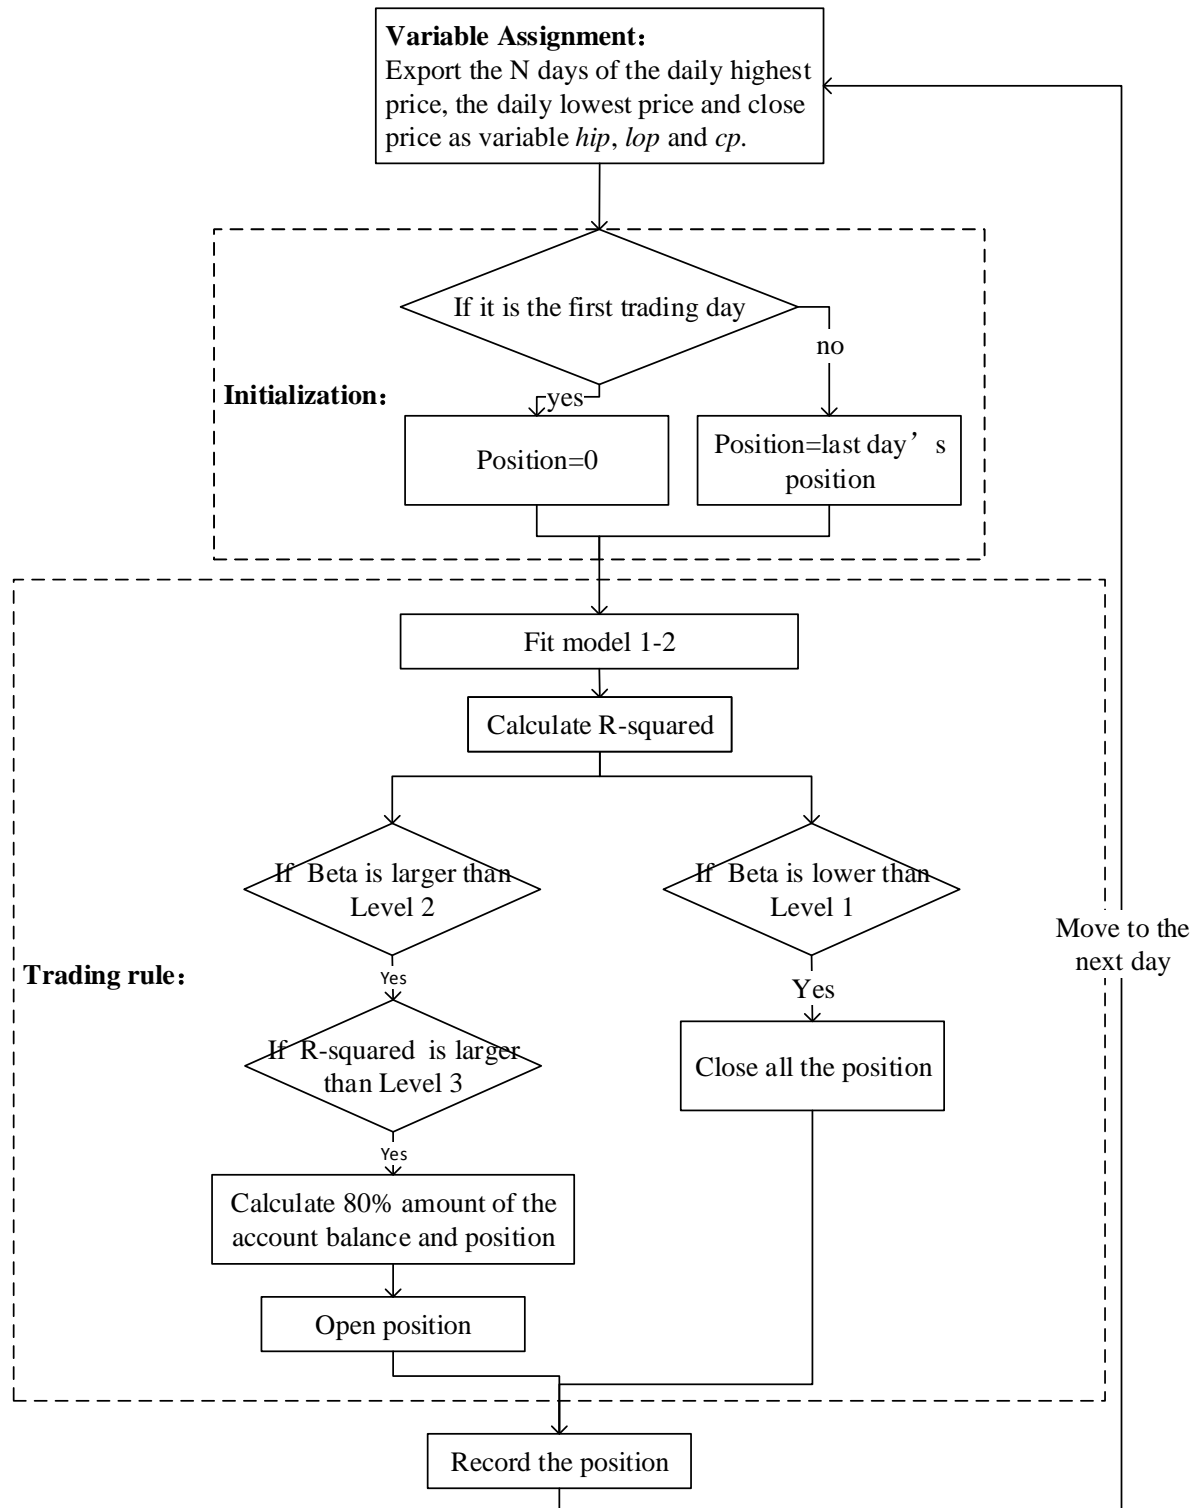 Variable Assignment：
Export the N days of the daily highest
price, the daily lowest price and close
price as variable hip, lop and cp.
If it is the first trading day
no
Initialization：
yes
Position=0
Position=last day’ s
position
Fit model 1-2
Calculate R-squared
If Beta is larger than
Level 2
If Beta is lower than
Level 1
Move to the
next day
Trading rule：
Yes
Yes
If R-squared is larger
than Level 3
Close all the position
Yes
Calculate 80% amount of the
account balance and position
Open position
Record the position